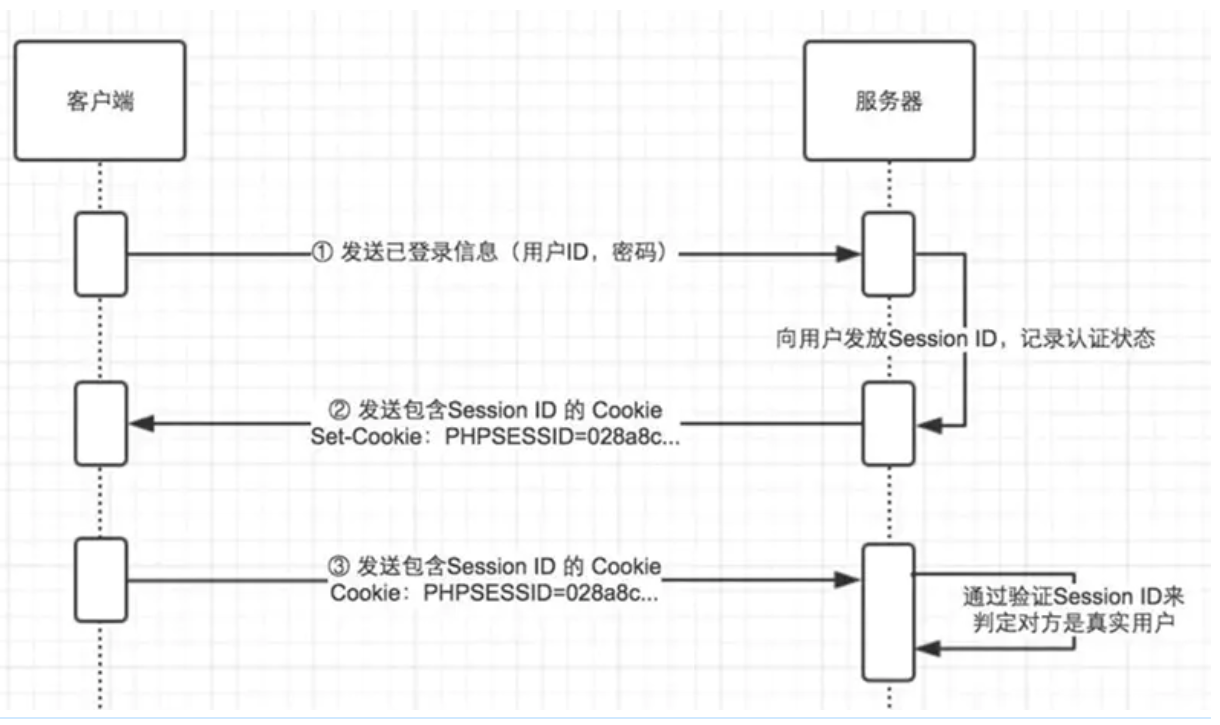 客户端
服务器
① 发送已登录信息（用户ID，密码）
向用户发放Session ID，记录认证状态
② 发送包含Session ID 的 Cookie
Set-Cookie：PHPSESSID=028a8c...
③ 发送包含Session ID 的 Cookie
Cookie：PHPSESSID=028a8c...
通过验证Session ID来
判定对方是真实用户